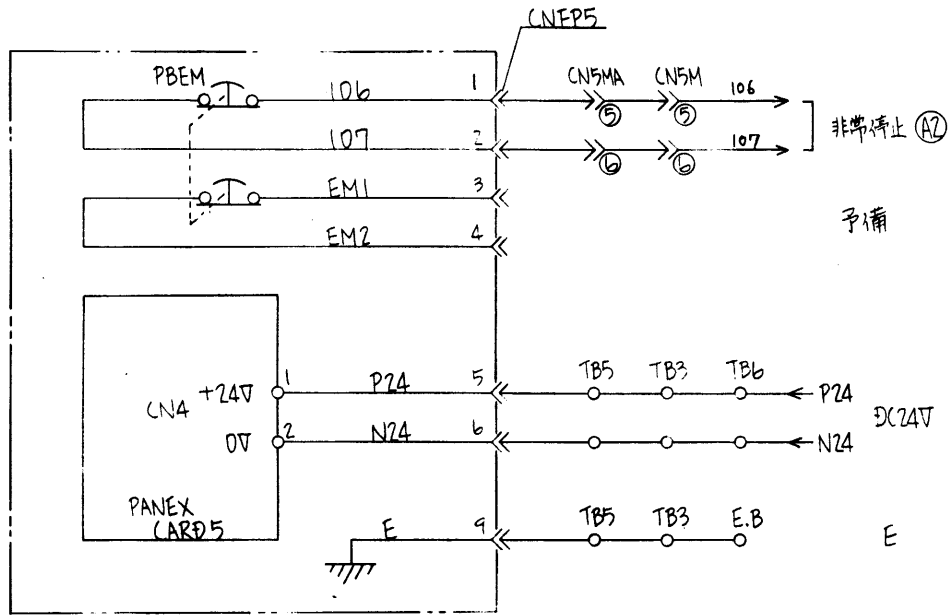 CNEP5
PBEM 106 1 CN5MA CN5M 106
5 5
107 2 107 非常停止 A2
6 6
EM1 3
EM2 4 予備
TB5 TB3 TB6
CN4 +24V 1 P24 5 P24
0V 2 N24 6 N24 DC24V
PANEX
CARD5
E 9 TB5 TB3 E.B E